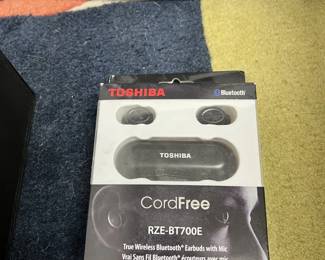 TOSHIBA
Bluetooth
TOSHIBA
CordFree
RZE-BT700E
True Wireless Bluetooth® Earbuds with Mic
Vrai Sans Fil Bluetooth® écouteurs avec mic